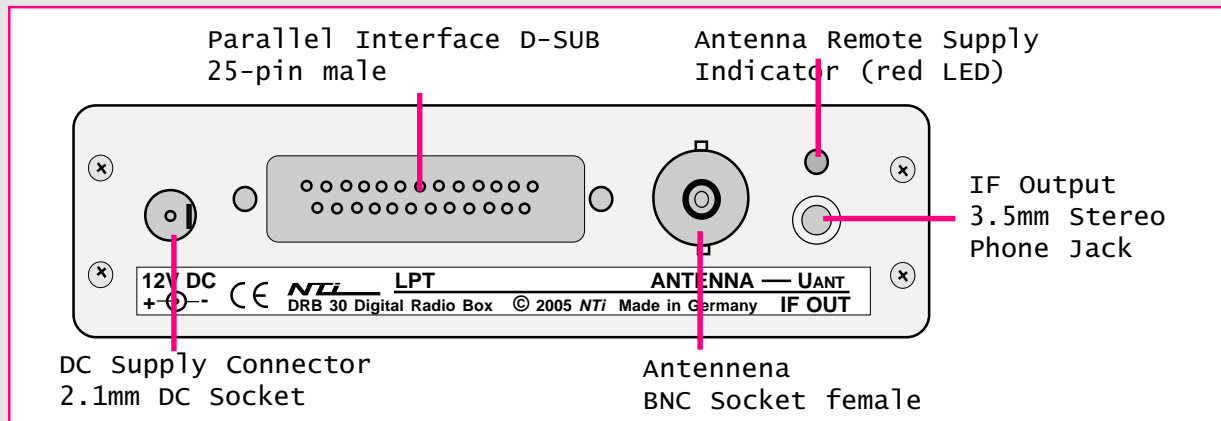 Parallel Interface D-SUB
25-pin male
Antenna Remote Supply
Indicator (red LED)
IF Output
3.5mm Stereo
Phone Jack
12V DC
+ -
CE
NTi
LPT
ANTENNA — UANT
DRB 30 Digital Radio Box © 2005 NTi Made in Germany IF OUT
DC Supply Connector
2.1mm DC Socket
Antennena
BNC Socket female